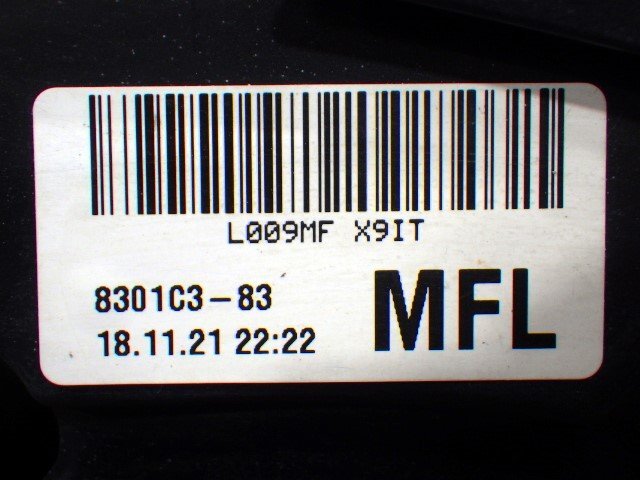 L009MF X9IT
8301C3-83
18.11.21 22:22
MFL